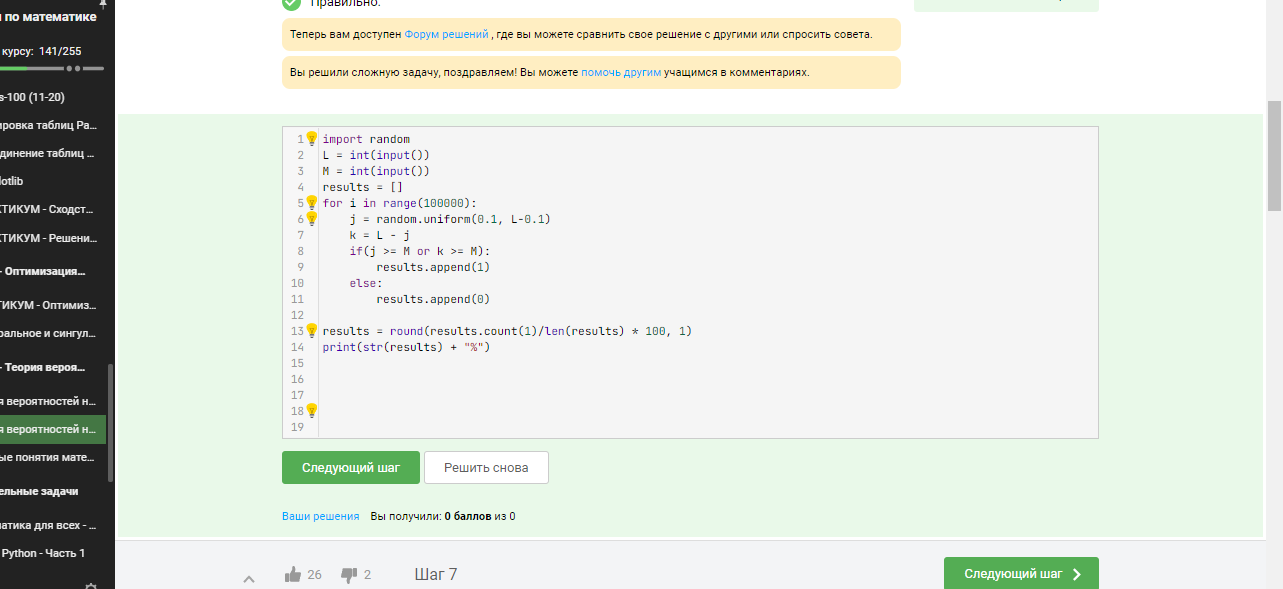 по математике
Правильно.
Теперь вам доступен Форум решений , где вы можете сравнить свое решение с другими или спросить совета.
курсу: 141/255
Вы решили сложную задачу, поздравляем! Вы можете помочь другим учащимся в комментариях.
s-100 (11-20)
ировка таблиц Pa...
динение таблиц ...
lotlib
КТИКУМ - Сходст...
КТИКУМ - Решени...
- Оптимизация...
ТИКУМ - Оптимиз...
ральное и сингул...
- Теория вероя...
я вероятностей н...
я вероятностей н...
ые понятия мате...
ельные задачи
матика для всех - ...
Python - Часть 1
1 import random
2 L = int(input())
3 M = int(input())
4 results = []
5 for i in range(100000):
6     j = random.uniform(0.1, L-0.1)
7     k = L - j
8     if(j >= M or k >= M):
9         results.append(1)
10     else:
11         results.append(0)
12
13 results = round(results.count(1)/len(results) * 100, 1)
14 print(str(results) + "%")
15
16
17
18
19
Следующий шаг Решить снова
Ваши решения Вы получили: 0 баллов из 0
26 2 Шаг 7 Следующий шаг